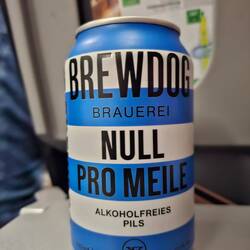 BREWDOG
BRAUEREI
NULL
PRO MEILE
ALKOHOLFREIES
PILS